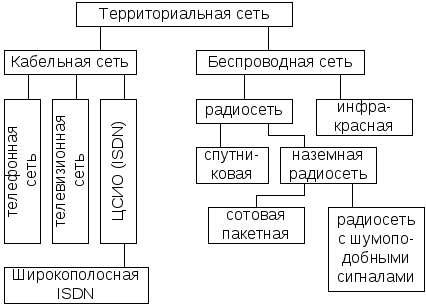 Территориальная сеть
Кабельная сеть
Беспроводная сеть
телефонная
сеть
телевизионная
сеть
ЦСИО (ISDN)
радиосеть
инфра-
красная
спутни-
ковая
наземная
радиосеть
сотовая
пакетная
радиосеть
с шумопо-
добными
сигналами
Широкополосная
ISDN